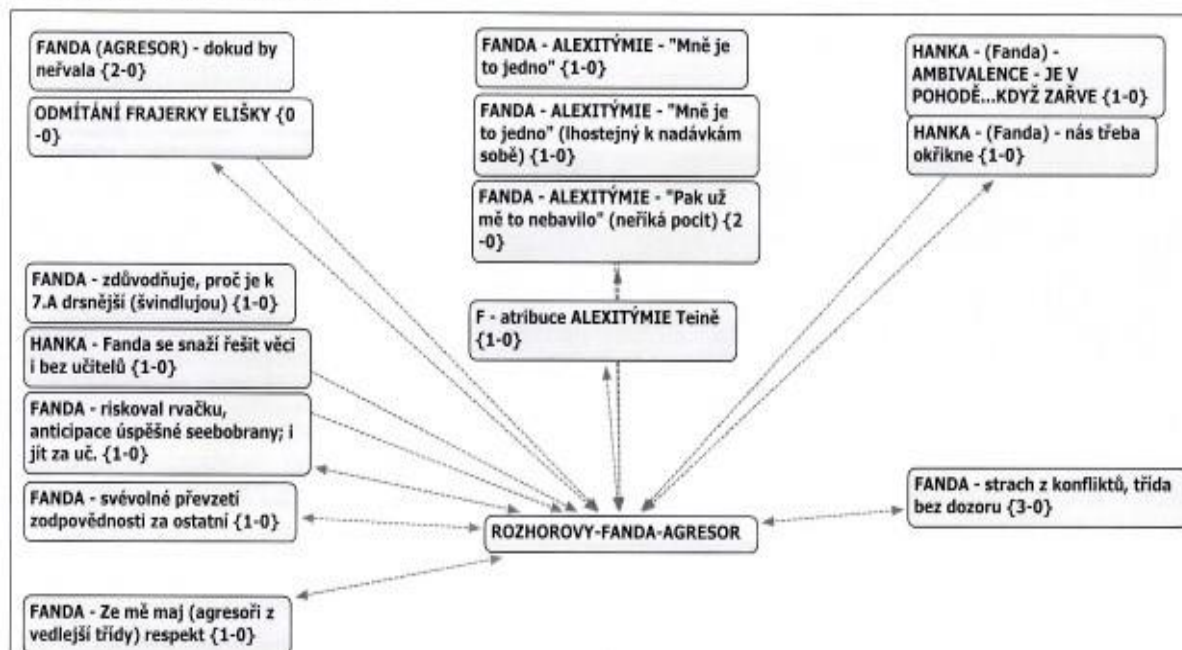 FANDA (AGRESOR) - dokud by
neřvala {2-0}
ODMÍTÁNÍ FRAJERKY ELIŠKY {0
-0}
FANDA - ALEXITÝMIE - "Mně je
to jedno" {1-0}
FANDA - ALEXITÝMIE - "Mně je
to jedno" (lhostejný k nadávkám
sobě) {1-0}
FANDA - ALEXITÝMIE - "Pak už
mě to nebavilo" (neříká pocit) {2
-0}
HANKA - (Fanda) -
AMBIVALENCE - JE V
POHODĚ...KDYŽ ZAŘVE {1-0}
HANKA - (Fanda) - nás třeba
okřikne {1-0}
FANDA - zdůvodňuje, proč je k
7.A drsnější (švindlujou) {1-0}
HANKA - Fanda se snaží řešit věci
i bez učitelů {1-0}
FANDA - riskoval rvačku,
anticipace úspěšné seebobrany; i
jít za uč. {1-0}
FANDA - svévolné převzetí
zodpovědnosti za ostatní {1-0}
FANDA - Ze mě maj (agresoři z
vedlejší třídy) respekt {1-0}
F - atribuce ALEXITÝMIE Teině
{1-0}
ROZHOROVY-FANDA-AGRESOR
FANDA - strach z konfliktů, třída
bez dozoru {3-0}